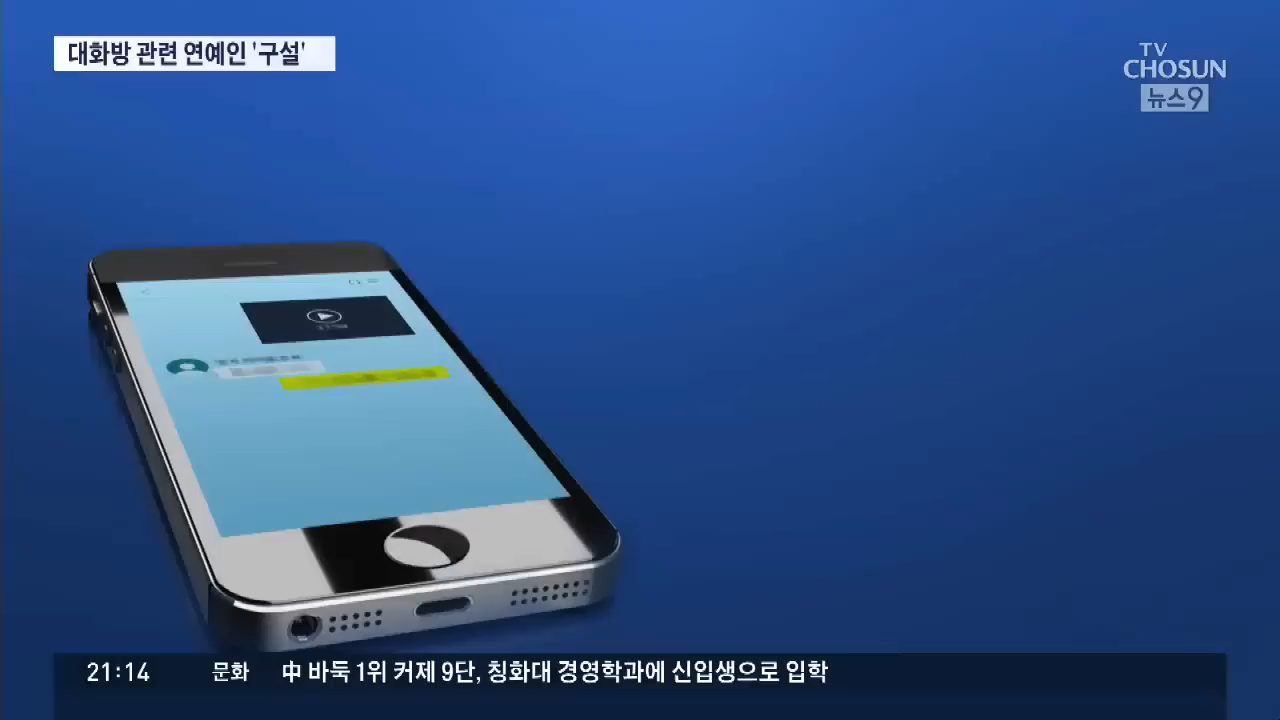 대화방 관련 연예인 '구설'
TV
CHOSUN
뉴스9
21:14 문화 中 바둑 1위 커제 9단, 칭화대 경영학과에 신입생으로 입학